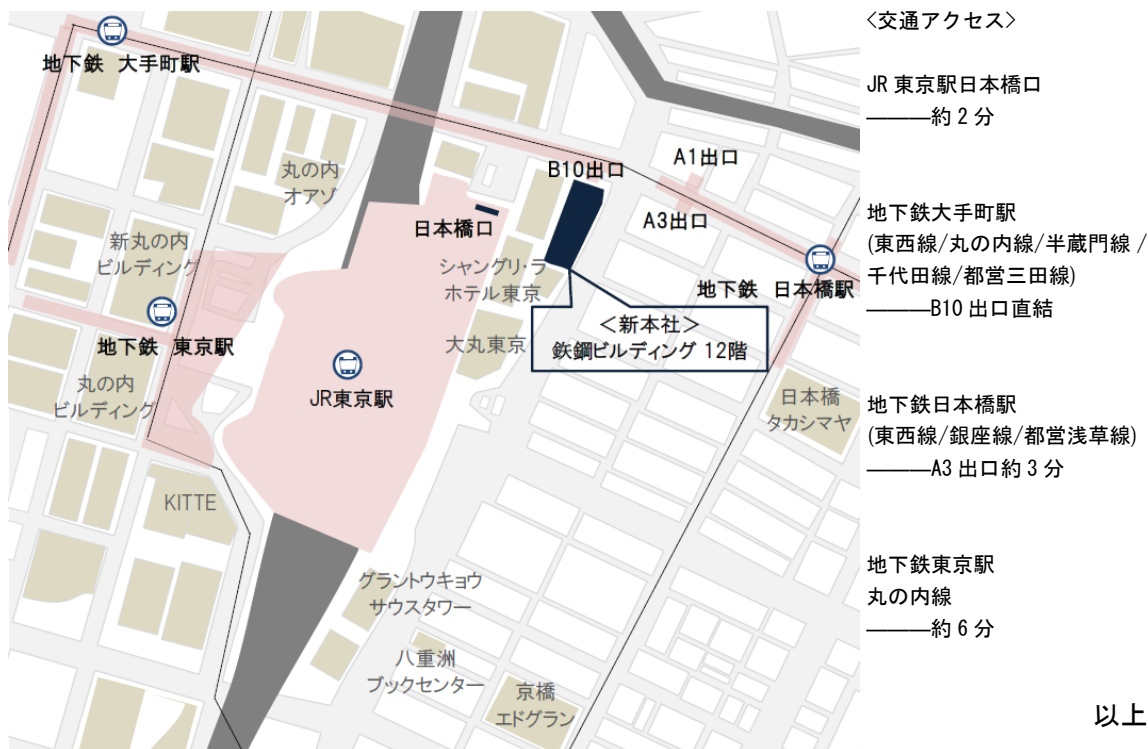 地下鉄 大手町駅
丸の内
オアゾ
B10出口
A1出口
A3出口
日本橋口
新丸の内
ビルディング
シャングリ・ラ
ホテル東京
地下鉄 日本橋駅
地下鉄 東京駅
大丸東京
<新本社>
鉃鋼ビルディング 12階
丸の内
ビルディング
JR東京駅
日本橋
タカシマヤ
KITTE
グラントウキョウ
サウスタワー
八重洲
ブックセンター
京橋
エドグラン
<交通アクセス>
JR 東京駅日本橋口
―――約 2 分
地下鉄大手町駅
(東西線/丸の内線/半蔵門線 /
千代田線/都営三田線)
―――B10 出口直結
地下鉄日本橋駅
(東西線/銀座線/都営浅草線)
―――A3 出口約 3 分
地下鉄東京駅
丸の内線
―――約 6 分
以上